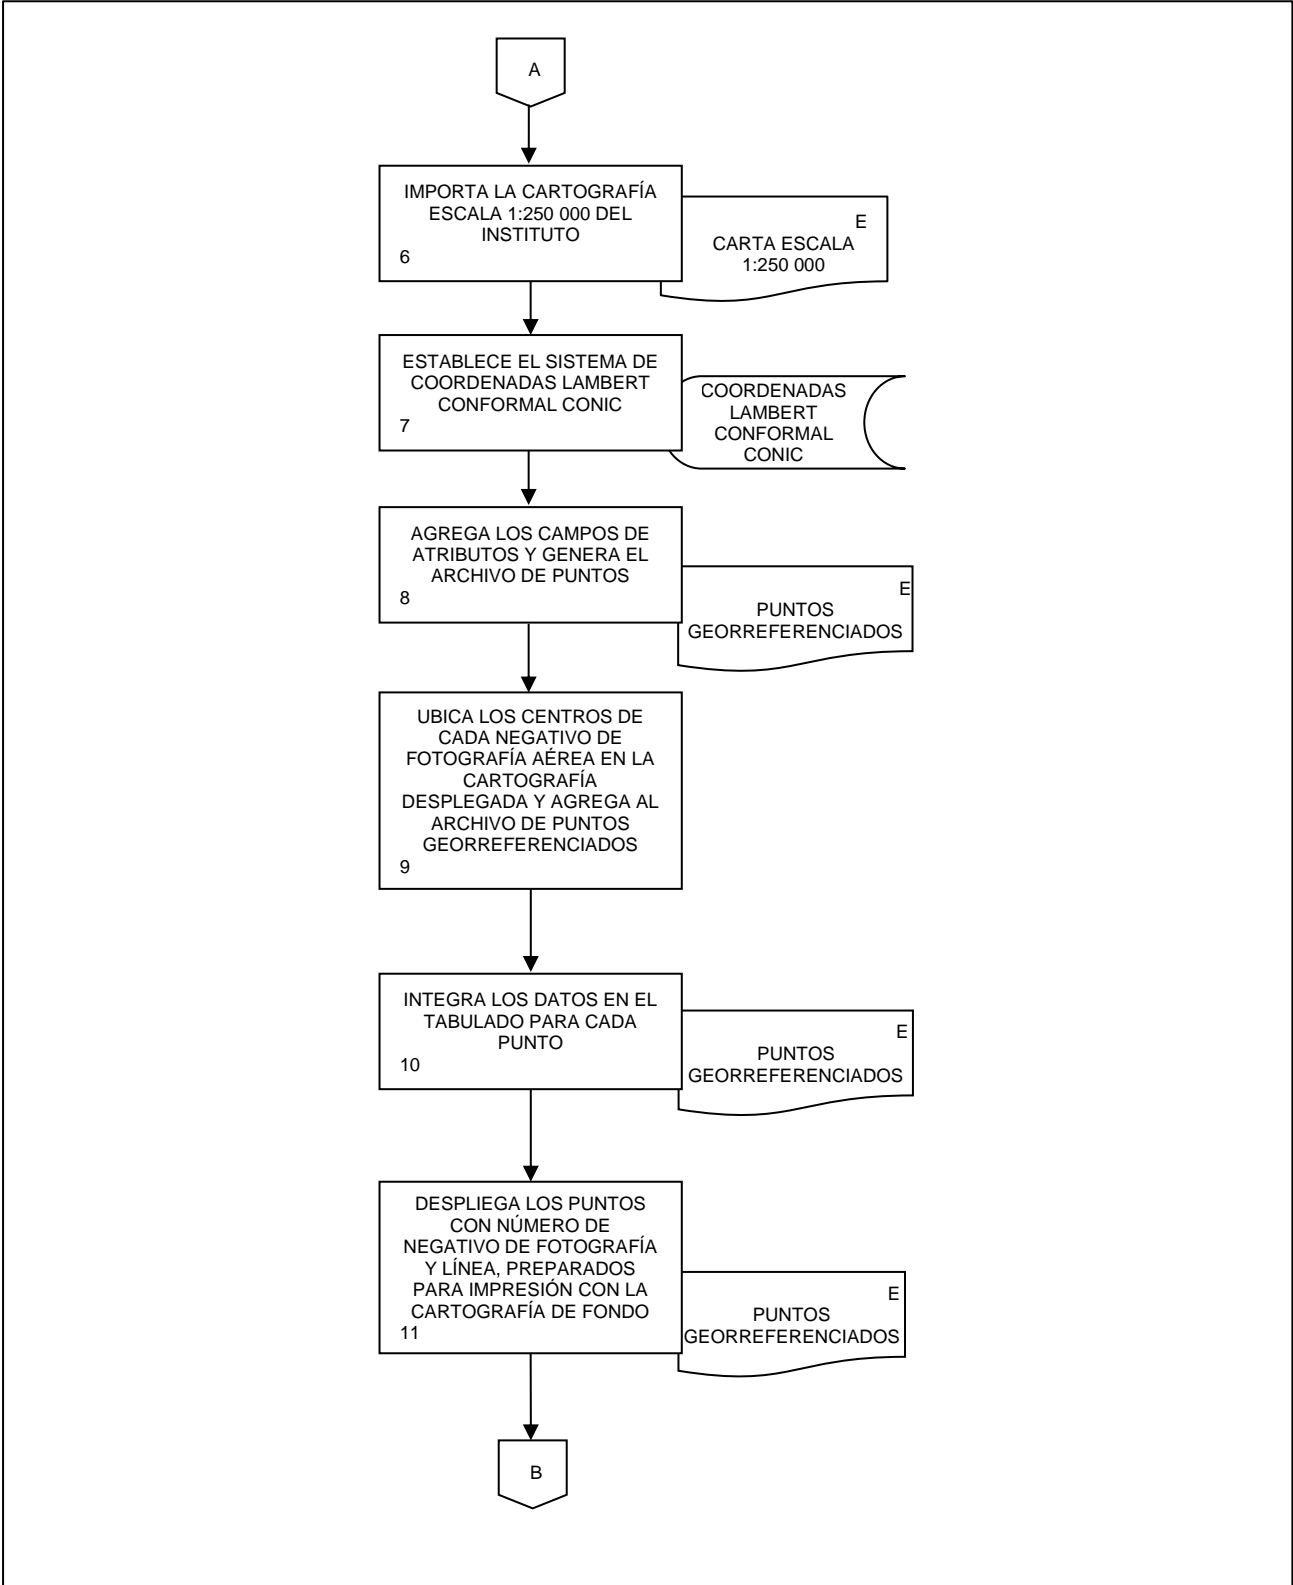 A
IMPORTA LA CARTOGRAFÍA
ESCALA 1:250 000 DEL
INSTITUTO
6
E
CARTA ESCALA
1:250 000
ESTABLECE EL SISTEMA DE
COORDENADAS LAMBERT
CONFORMAL CONIC
7
COORDENADAS
LAMBERT
CONFORMAL
CONIC
AGREGA LOS CAMPOS DE
ATRIBUTOS Y GENERA EL
ARCHIVO DE PUNTOS
8
E
PUNTOS
GEORREFERENCIADOS
UBICA LOS CENTROS DE
CADA NEGATIVO DE
FOTOGRAFÍA AÉREA EN LA
CARTOGRAFÍA
DESPLEGADA Y AGREGA AL
ARCHIVO DE PUNTOS
GEORREFERENCIADOS
9
INTEGRA LOS DATOS EN EL
TABULADO PARA CADA
PUNTO
10
E
PUNTOS
GEORREFERENCIADOS
DESPLIEGA LOS PUNTOS
CON NÚMERO DE
NEGATIVO DE FOTOGRAFÍA
Y LÍNEA, PREPARADOS
PARA IMPRESIÓN CON LA
CARTOGRAFÍA DE FONDO
11
E
PUNTOS
GEORREFERENCIADOS
B